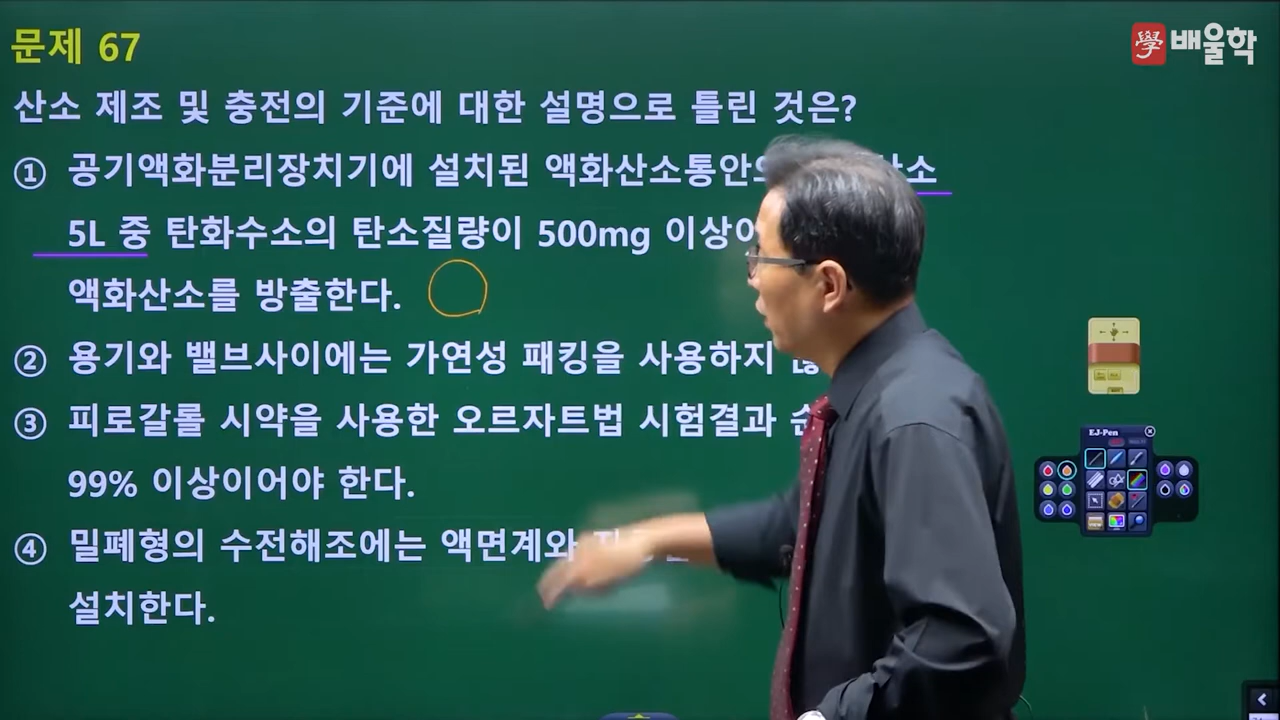 문제 67
學 배울학
산소 제조 및 충전의 기준에 대한 설명으로 틀린 것은?
① 공기액화분리장치기에 설치된 액화산소통안의
5L 중 탄화수소의 탄소질량이 500mg 이상이
액화산소를 방출한다.
② 용기와 밸브사이에는 가연성 패킹을 사용하지
③ 피로갈롤 시약을 사용한 오르자트법 시험결과
99% 이상이어야 한다.
④ 밀폐형의 수전해조에는 액면계와
설치한다.
EJ-Pen